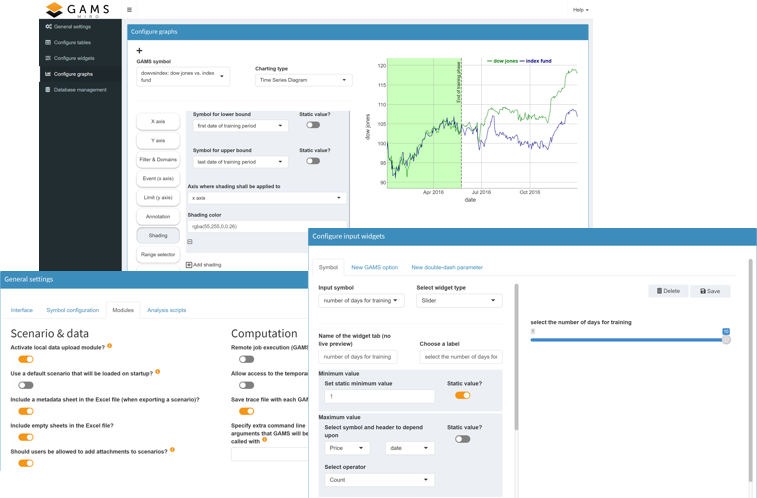 GAMS
MIRO
Help
General settings
Configure tables
Configure widgets
Configure graphs
Database management
Configure graphs
GAMS symbol
dowvsindex: dow jones vs. index
fund
Charting type
Time Series Diagram
X axis
Y axis
Filter & Domains
Event (x axis)
Limit (y axis)
Annotation
Shading
Range selector
Symbol for lower bound
Static value?
first date of training period
Symbol for upper bound
Static value?
last date of training period
Axis where shading shall be applied to
x axis
Shading color
rgba(55,255,0,0.26)
Add shading
dow jones
index fund
End of training phase
120
115
110
105
100
95
90
dow jones
Apr 2016
Jul 2016
Oct 2016
date
General settings
Interface
Symbol configuration
Modules
Analysis scripts
Scenario & data
Activate local data upload module?
Use a default scenario that will be loaded on startup?
Include a metadata sheet in the Excel file (when exporting a scenario)?
Include empty sheets in the Excel file?
Should users be allowed to add attachments to scenarios?
Computation
Remote job execution (GAMS
Allow access to the tempora
Save trace file with each GAM
Specify extra command line
arguments that GAMS will be
called with
Configure input widgets
Symbol
New GAMS option
New double-dash parameter
Input symbol
Select widget type
number of days for training
Slider
Name of the widget tab (no
live preview)
Choose a label
number of days for training
select the number of days for
Minimum value
Set static minimum value
Static value?
1
Maximum value
Select symbol and header to depend
upon
Static value?
Price
date
Select operator
Count
Delete
Save
select the number of days for training